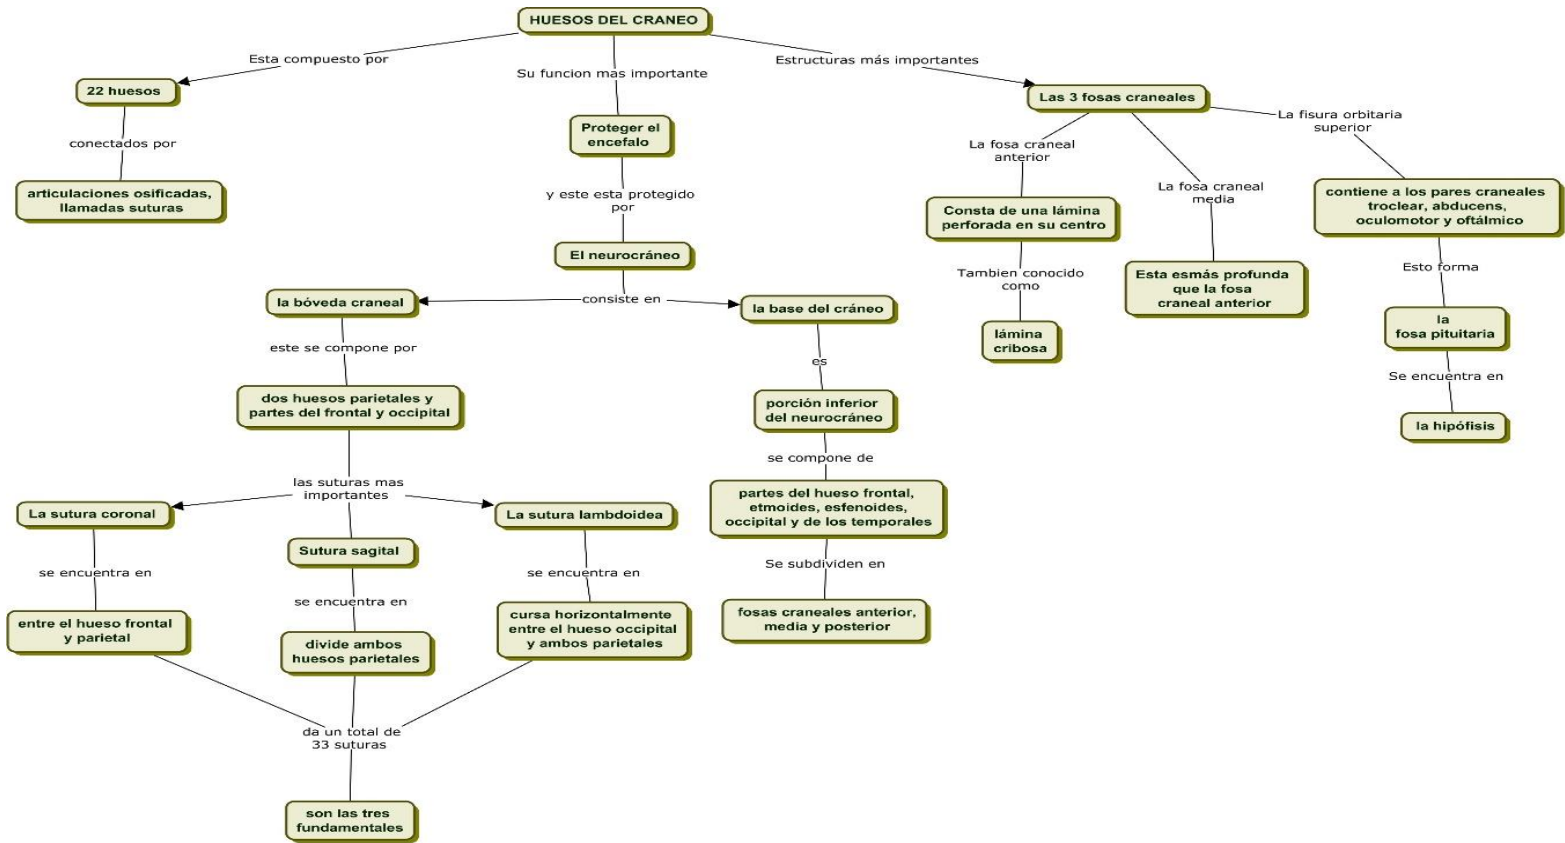 HUESOS DEL CRANEO
Esta compuesto por
22 huesos
conectados por
articulaciones osificadas,
llamadas suturas
Su funcion mas importante
Proteger el
encefalo
y este esta protegido
por
El neurocráneo
consiste en
la bóveda craneal
este se compone por
dos huesos parietales y
partes del frontal y occipital
las suturas mas
importantes
La sutura coronal
se encuentra en
entre el hueso frontal
y parietal
Sutura sagital
se encuentra en
divide ambos
huesos parietales
La sutura lambdoidea
se encuentra en
cursa horizontalmente
entre el hueso occipital
y ambos parietales
da un total de
33 suturas
son las tres
fundamentales
la base del cráneo
es
porción inferior
del neurocráneo
se compone de
partes del hueso frontal,
etmoides, esfenoides,
occipital y de los temporales
Se subdividen en
fosas craneales anterior,
media y posterior
Estructuras más importantes
Las 3 fosas craneales
La fosa craneal
anterior
Consta de una lámina
perforada en su centro
Tambien conocido
como
lámina
cribosa
La fosa craneal
media
Esta esmás profunda
que la fosa
craneal anterior
La fisura orbitaria
superior
contiene a los pares craneales
troclear, abducens,
oculomotor y oftálmico
Esto forma
la
fosa pituitaria
Se encuentra en
la hipófisis